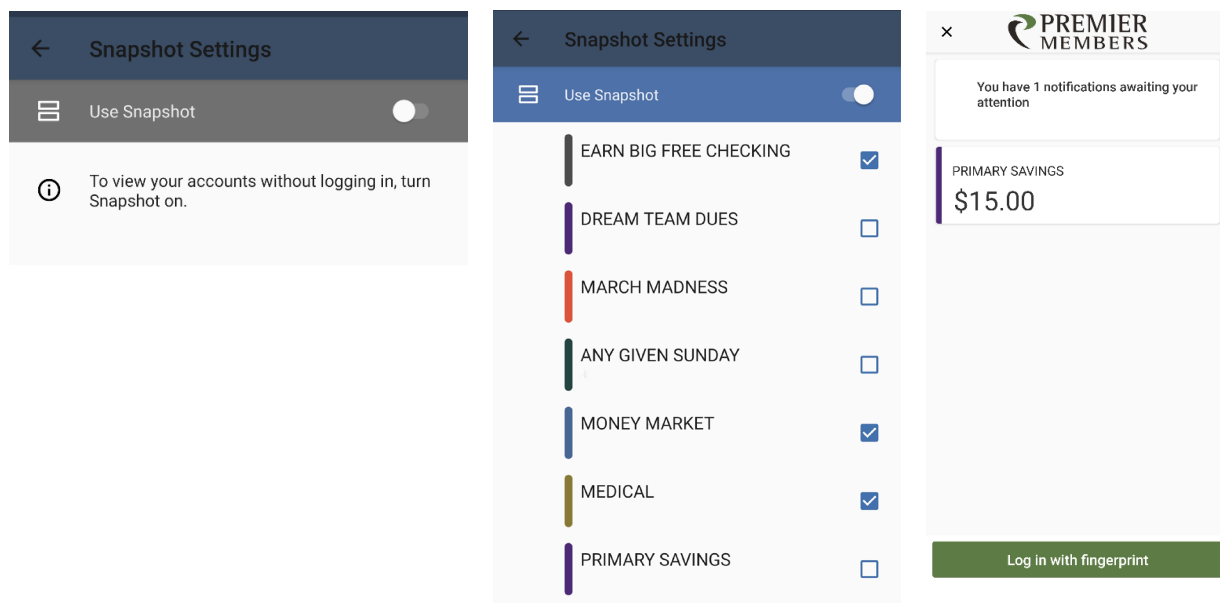 Snapshot Settings
Use Snapshot
To view your accounts without logging in, turn
Snapshot on.
Snapshot Settings
Use Snapshot
EARN BIG FREE CHECKING
DREAM TEAM DUES
MARCH MADNESS
ANY GIVEN SUNDAY
MONEY MARKET
MEDICAL
PRIMARY SAVINGS
PREMIER
MEMBERS
You have 1 notifications awaiting your
attention
PRIMARY SAVINGS
$15.00
Log in with fingerprint